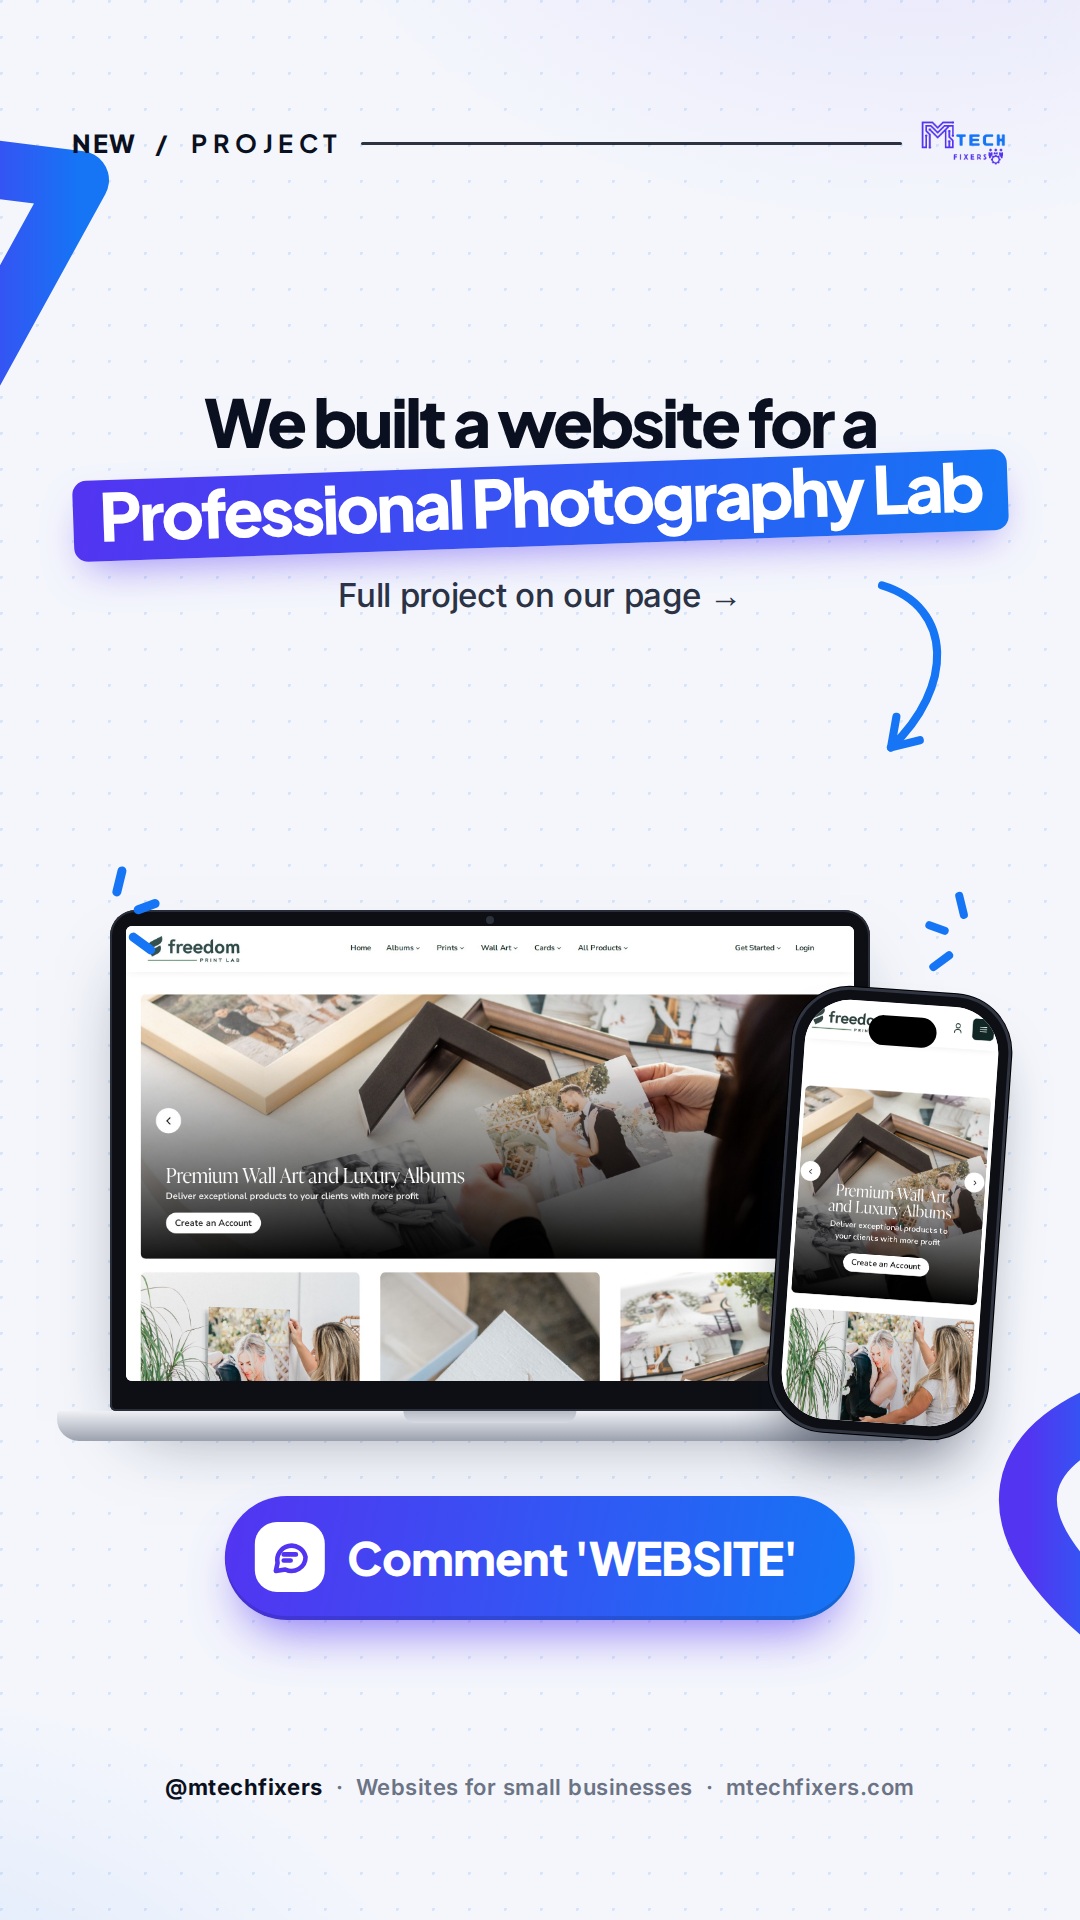 NEW / PROJECT
MTECH
FIXERS
We built a website for a
Professional Photography Lab
Full project on our page →
freedom
PRINT LAB
Home Albums Prints Wall Art Cards All Products Get Started Login
Premium Wall Art and Luxury Albums
Deliver exceptional products to your clients with more profit
Create an Account
freedo
PRIN
Premium Wall Art
and Luxury Albums
Deliver exceptional products to
your clients with more profit
Create an Account
Comment 'WEBSITE'
@mtechfixers · Websites for small businesses · mtechfixers.com